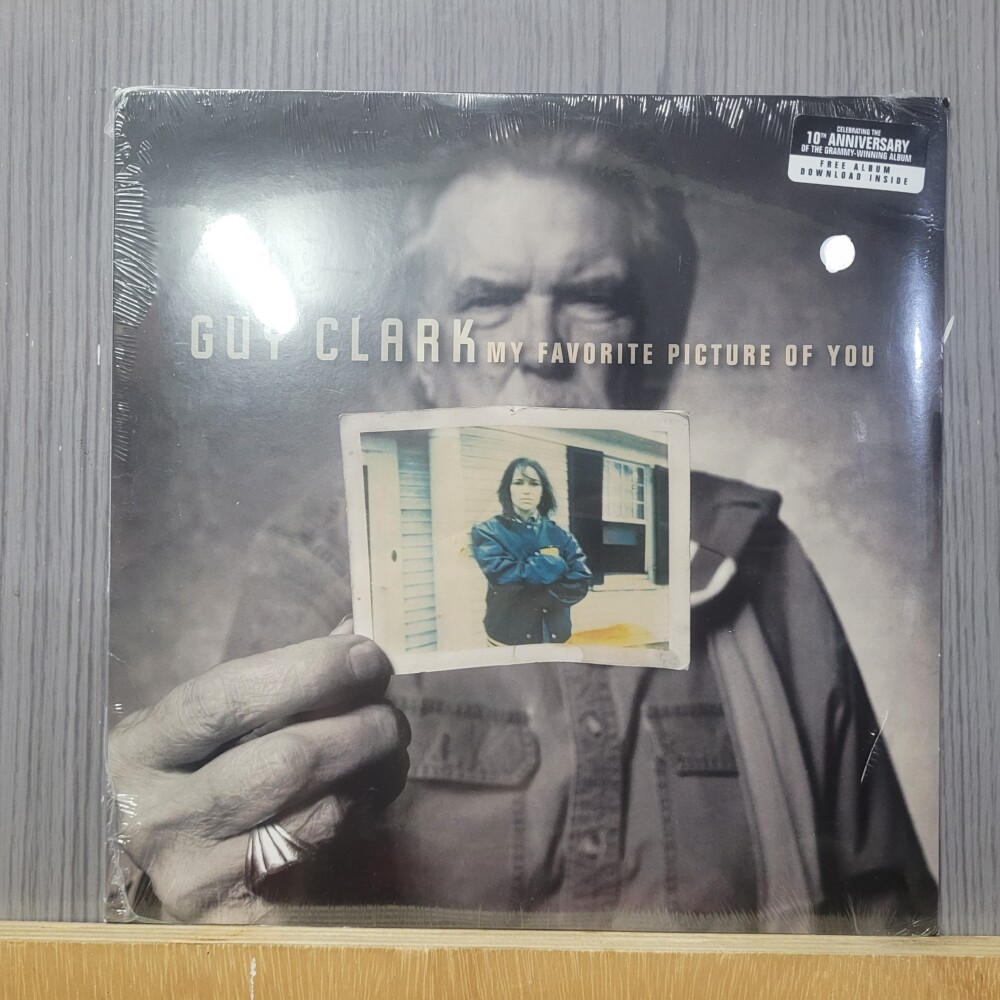 CELEBRATING THE
10TH ANNIVERSARY
OF THE GRAMMY-WINNING ALBUM
FREE ALBUM
DOWNLOAD INSIDE
GUY CLARK MY FAVORITE PICTURE OF YOU